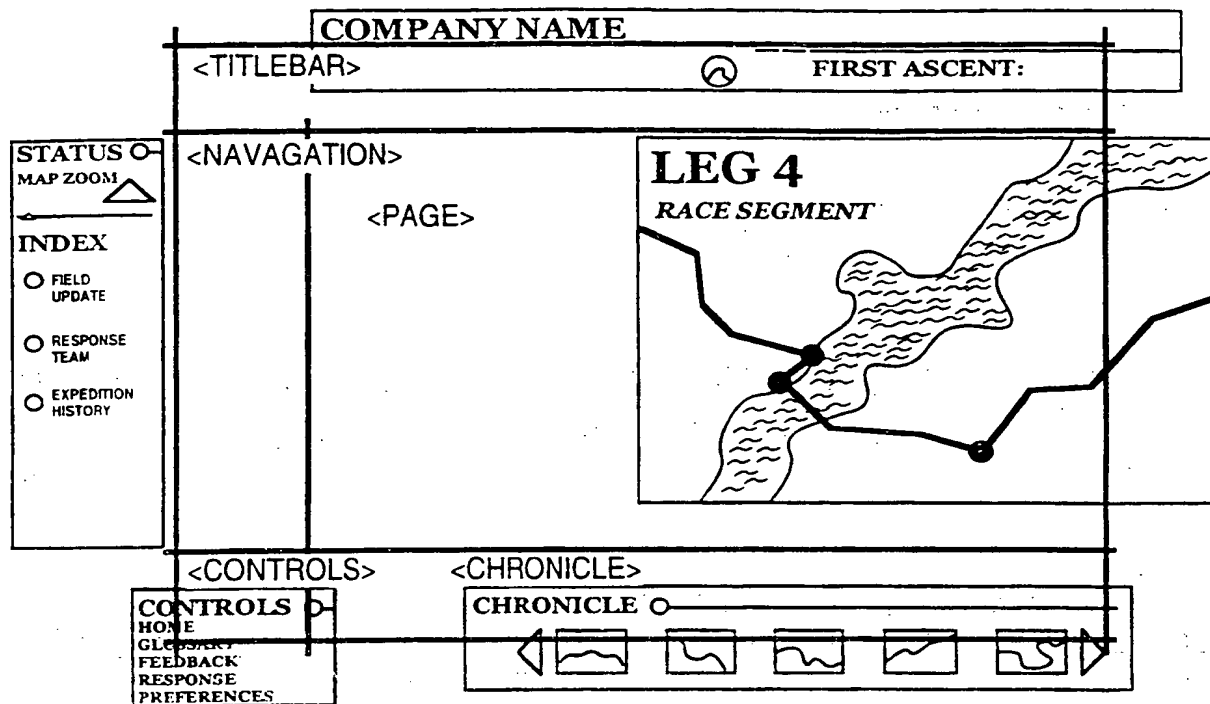 COMPANY NAME
<TITLEBAR>
FIRST ASCENT:
STATUS
MAP ZOOM
<NAVAGATION>
<PAGE>
LEG 4
RACE SEGMENT
INDEX
FIELD
UPDATE
RESPONSE
TEAM
EXPEDITION
HISTORY
<CONTROLS>
<CHRONICLE>
CONTROLS
HOME
GLOSSARY
FEEDBACK
RESPONSE
PREFERENCES
CHRONICLE